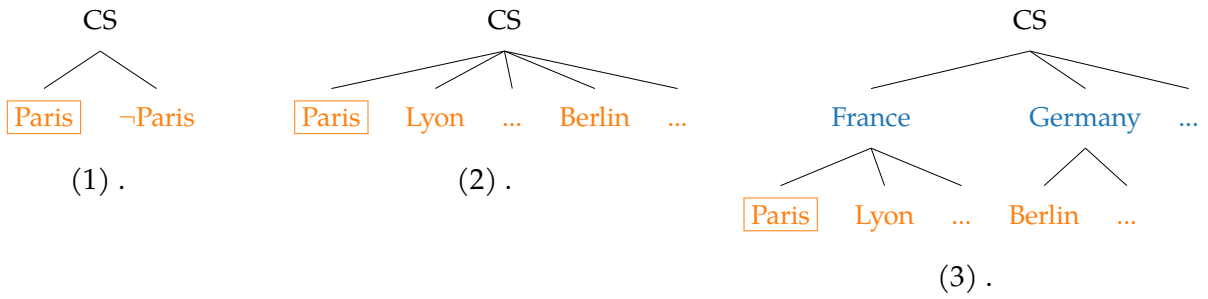 CS CS CS
Paris ¬Paris Paris Lyon ... Berlin ... France Germany ...
(1) . (2) . Paris Lyon ... Berlin ...
(3) .